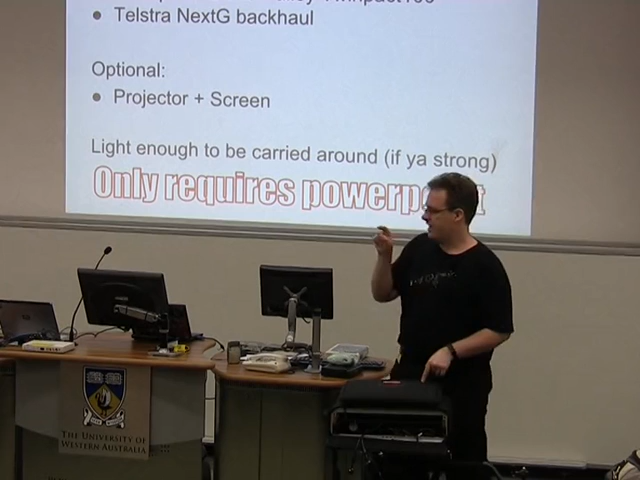 Telstra NextG backhaul
Optional:
Projector + Screen
Light enough to be carried around (if ya strong)
Only requires
THE UNIVERSITY OF
WESTERN AUSTRALIA